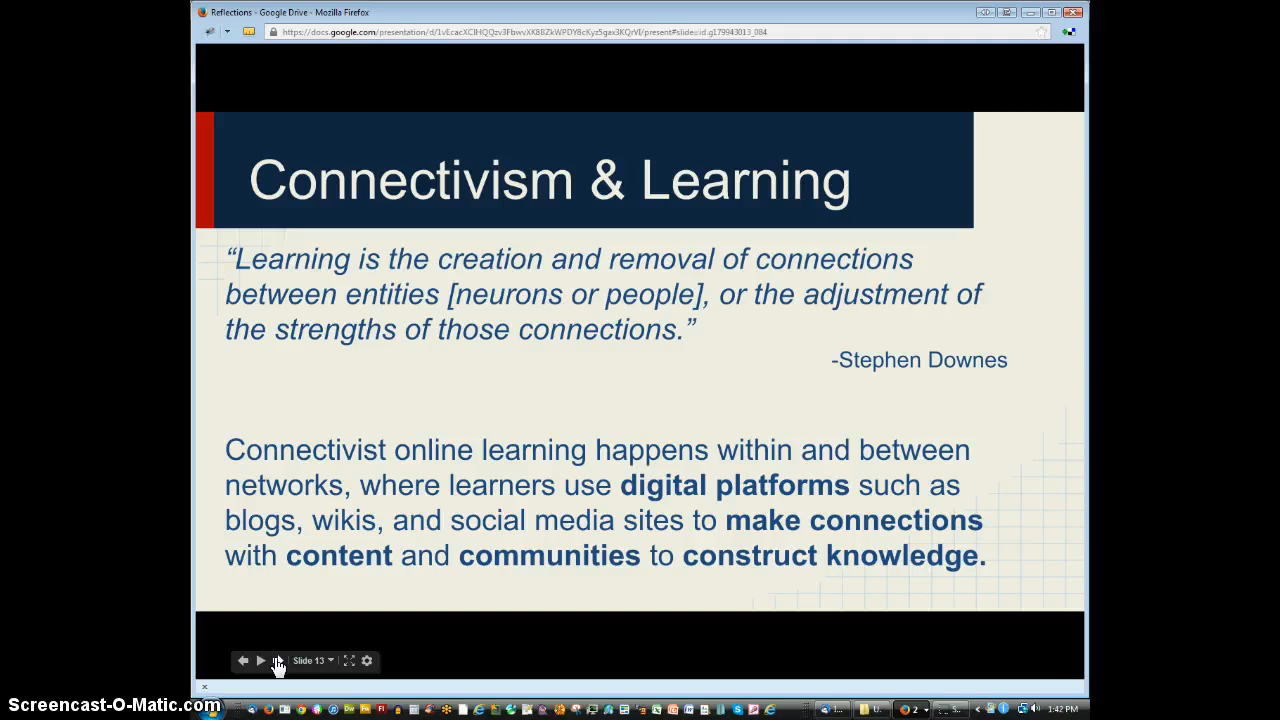 Reflections - Google Drive - Mozilla Firefox
Connectivism & Learning
“Learning is the creation and removal of connections
between entities [neurons or people], or the adjustment of
the strengths of those connections.”
-Stephen Downes
Connectivist online learning happens within and between
networks, where learners use digital platforms such as
blogs, wikis, and social media sites to make connections
with content and communities to construct knowledge.
Slide 13
Screencast-O-Matic.com
1:42 PM